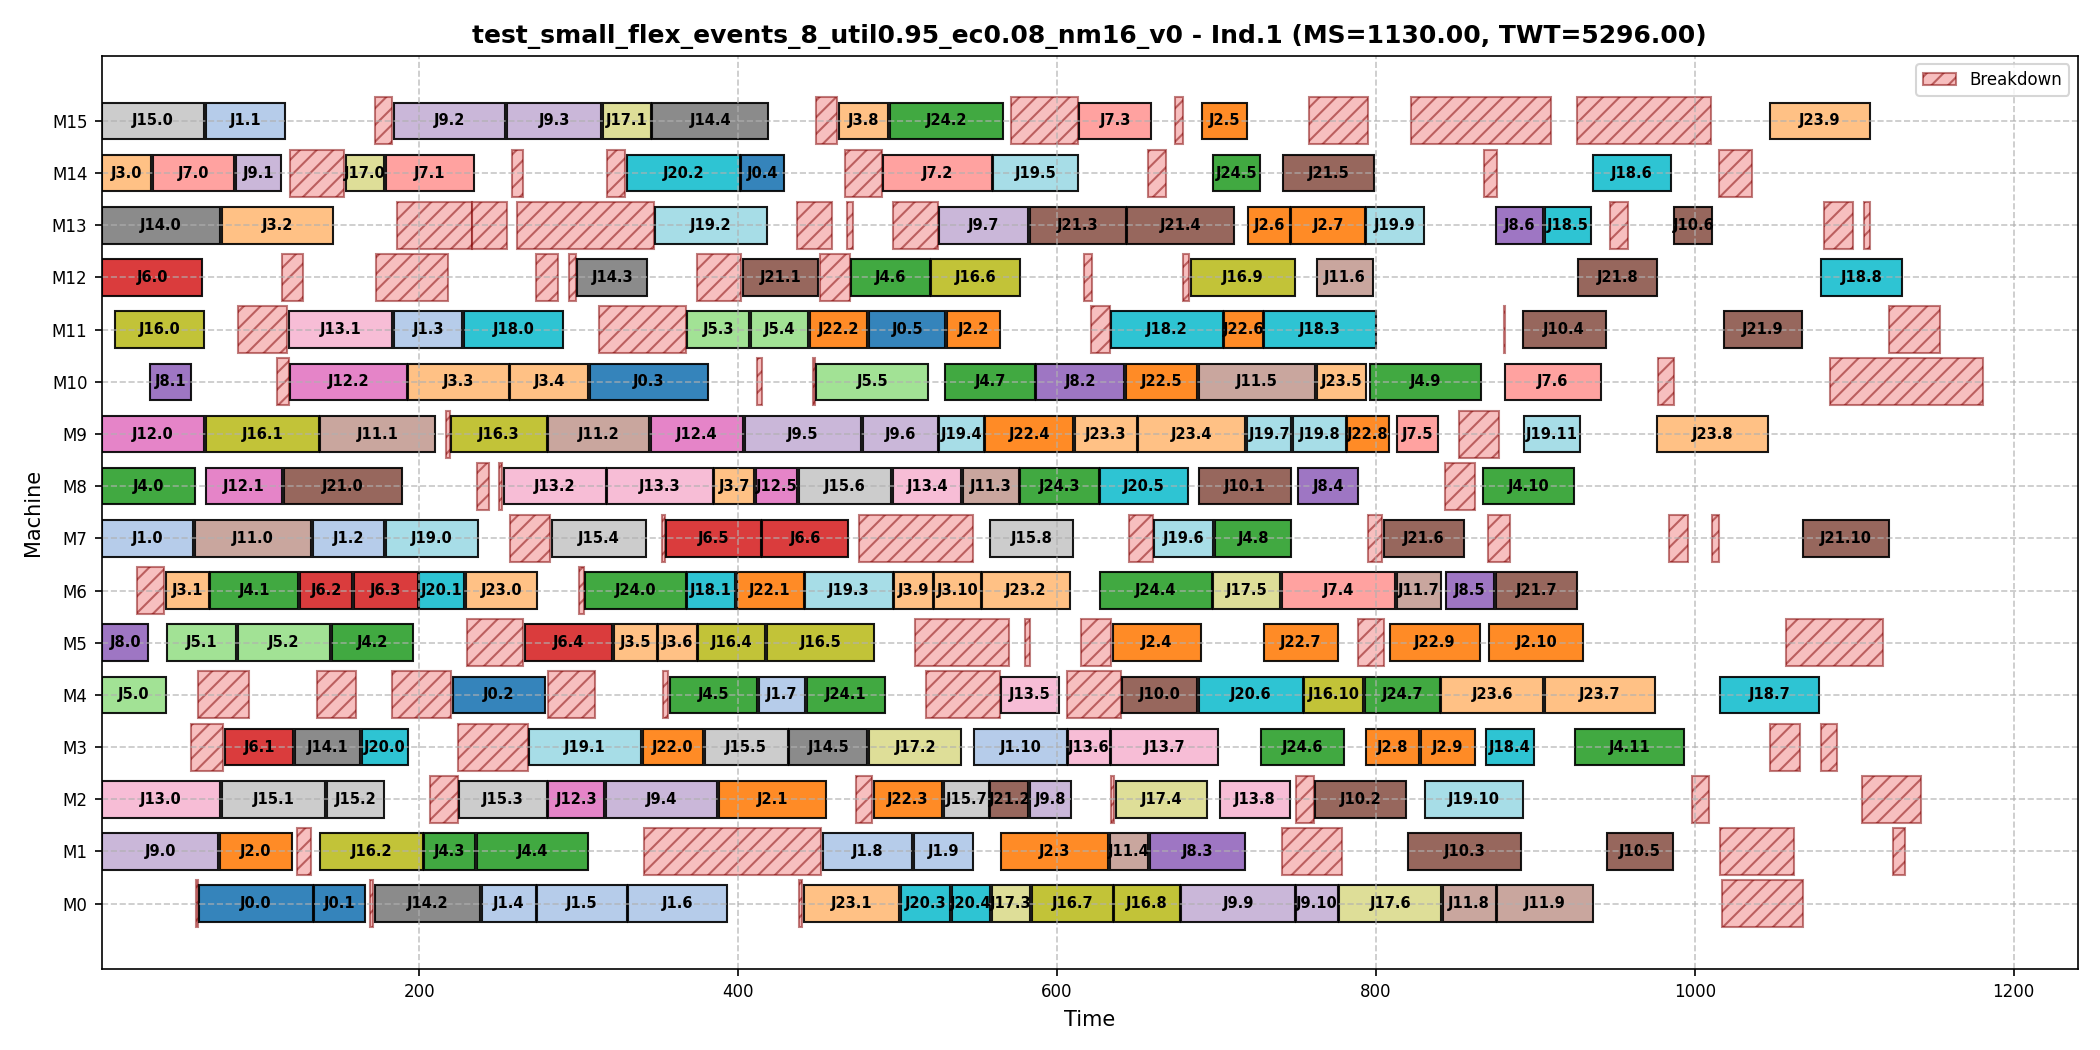 test_small_flex_events_8_util0.95_ec0.08_nm16_v0 - Ind.1 (MS=1130.00, TWT=5296.00)
Breakdown
M15 J15.0 J1.1 J9.2 J9.3 J17.1 J14.4 J3.8 J24.2 J7.3 J2.5 J23.9
M14 J3.0 J7.0 J9.1 J17.0 J7.1 J20.2 J0.4 J7.2 J19.5 J24.5 J21.5 J18.6
M13 J14.0 J3.2 J19.2 J9.7 J21.3 J21.4 J2.6 J2.7 J19.9 J8.6 J18.5 J10.6
M12 J6.0 J14.3 J21.1 J4.6 J16.6 J16.9 J11.6 J21.8 J18.8
M11 J16.0 J13.1 J1.3 J18.0 J5.3 J5.4 J22.2 J0.5 J2.2 J18.2 J22.6 J18.3 J10.4 J21.9
M10 J8.1 J12.2 J3.3 J3.4 J0.3 J5.5 J4.7 J8.2 J22.5 J11.5 J23.5 J4.9 J7.6
M9 J12.0 J16.1 J11.1 J16.3 J11.2 J12.4 J9.5 J9.6 J19.4 J22.4 J23.3 J23.4 J19.7 J19.8 J22.8 J7.5 J19.11 J23.8
M8 J4.0 J12.1 J21.0 J13.2 J13.3 J3.7 J12.5 J15.6 J13.4 J11.3 J24.3 J20.5 J10.1 J8.4 J4.10
M7 J1.0 J11.0 J1.2 J19.0 J15.4 J6.5 J6.6 J15.8 J19.6 J4.8 J21.6 J21.10
M6 J3.1 J4.1 J6.2 J6.3 J20.1 J23.0 J24.0 J18.1 J22.1 J19.3 J3.9 J3.10 J23.2 J24.4 J17.5 J7.4 J11.7 J8.5 J21.7
M5 J8.0 J5.1 J5.2 J4.2 J6.4 J3.5 J3.6 J16.4 J16.5 J2.4 J22.7 J22.9 J2.10
M4 J5.0 J0.2 J4.5 J1.7 J24.1 J13.5 J10.0 J20.6 J16.10 J24.7 J23.6 J23.7 J18.7
M3 J6.1 J14.1 J20.0 J19.1 J22.0 J15.5 J14.5 J17.2 J1.10 J13.6 J13.7 J24.6 J2.8 J2.9 J18.4 J4.11
M2 J13.0 J15.1 J15.2 J15.3 J12.3 J9.4 J2.1 J22.3 J15.7 J21.2 J9.8 J17.4 J13.8 J10.2 J19.10
M1 J9.0 J2.0 J16.2 J4.3 J4.4 J1.8 J1.9 J2.3 J11.4 J8.3 J10.3 J10.5
M0 J0.0 J0.1 J14.2 J1.4 J1.5 J1.6 J23.1 J20.3 J20.4 J17.3 J16.7 J16.8 J9.9 J9.10 J17.6 J11.8 J11.9
Machine
200 400 600 800 1000 1200
Time